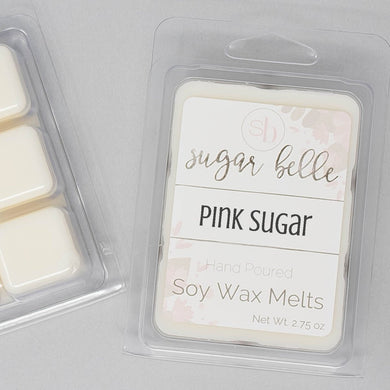 sb
sugar belle
Pink Sugar
Hand Poured
Soy Wax Melts
Net Wt. 2.75 oz